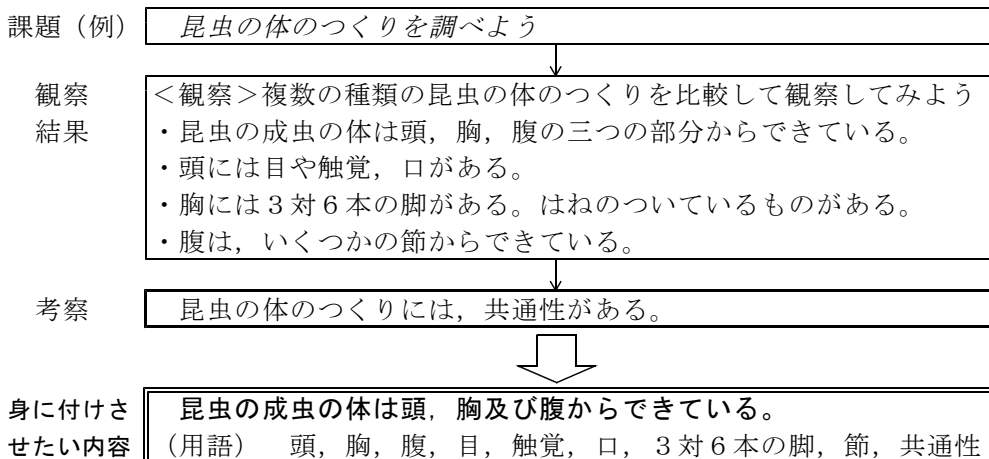 課題（例） 昆虫の体のつくりを調べよう
観察 ＜観察＞複数の種類の昆虫の体のつくりを比較して観察してみよう
結果 ・昆虫の成虫の体は頭，胸，腹の三つの部分からできている。
・頭には目や触覚，口がある。
・胸には３対６本の脚がある。はねのついているものがある。
・腹は，いくつかの節からできている。
考察 昆虫の体のつくりには，共通性がある。
身に付けさ 昆虫の成虫の体は頭，胸及び腹からできている。
せたい内容 （用語） 頭，胸，腹，目，触覚，口，３対６本の脚，節，共通性